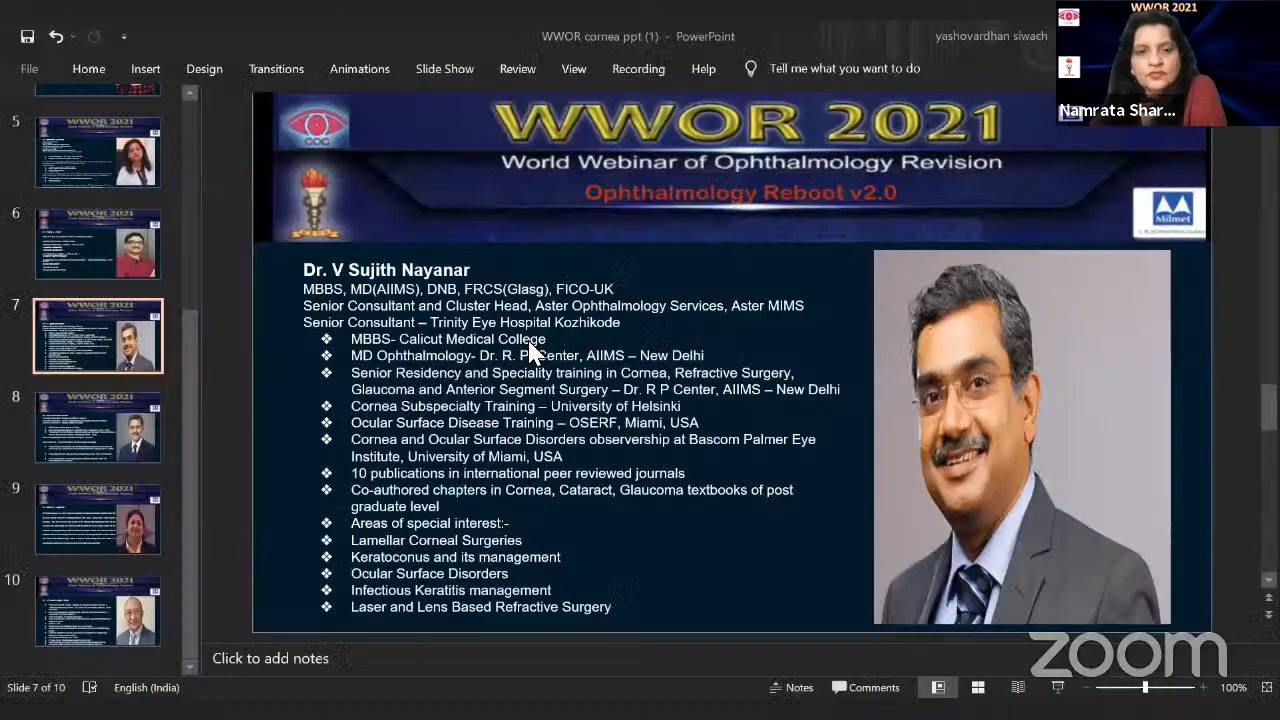 WWOR cornea ppt (1) - PowerPoint
yashovardhan siwach
WWOR 2021
Namrata Shar...
File Home Insert Design Transitions Animations Slide Show Review View Recording Help Tell me what you want to do
5
6
7
8
9
10
WWOR 2021
World Webinar of Ophthalmology Revision
Ophthalmology Reboot v2.0
Milmet
Dr. V Sujith Nayanar
MBBS, MD(AIIMS), DNB, FRCS(Glasg), FICO-UK
Senior Consultant and Cluster Head, Aster Ophthalmology Services, Aster MIMS
Senior Consultant – Trinity Eye Hospital Kozhikode
❖ MBBS- Calicut Medical College
MD Ophthalmology- Dr. R. P Center, AIIMS – New Delhi
❖ Senior Residency and Speciality training in Cornea, Refractive Surgery,
Glaucoma and Anterior Segment Surgery – Dr. R P Center, AIIMS – New Delhi
❖ Cornea Subspecialty Training – University of Helsinki
❖ Ocular Surface Disease Training – OSERF, Miami, USA
❖ Cornea and ocular Surface Disorders observership at Bascom Palmer Eye
Institute, University of Miami, USA
❖ 10 publications in international peer reviewed journals
❖ Co-authored chapters in Cornea, Cataract, Glaucoma textbooks of post
graduate level
❖ Areas of special interest:
❖ Lamellar Corneal Surgeries
❖ Keratoconus and its management
❖ Ocular Surface Disorders
❖ Infectious Keratitis management
❖ Laser and Lens Based Refractive Surgery
Click to add notes
zoom
Slide 7 of 10 English (India) Notes Comments 100%